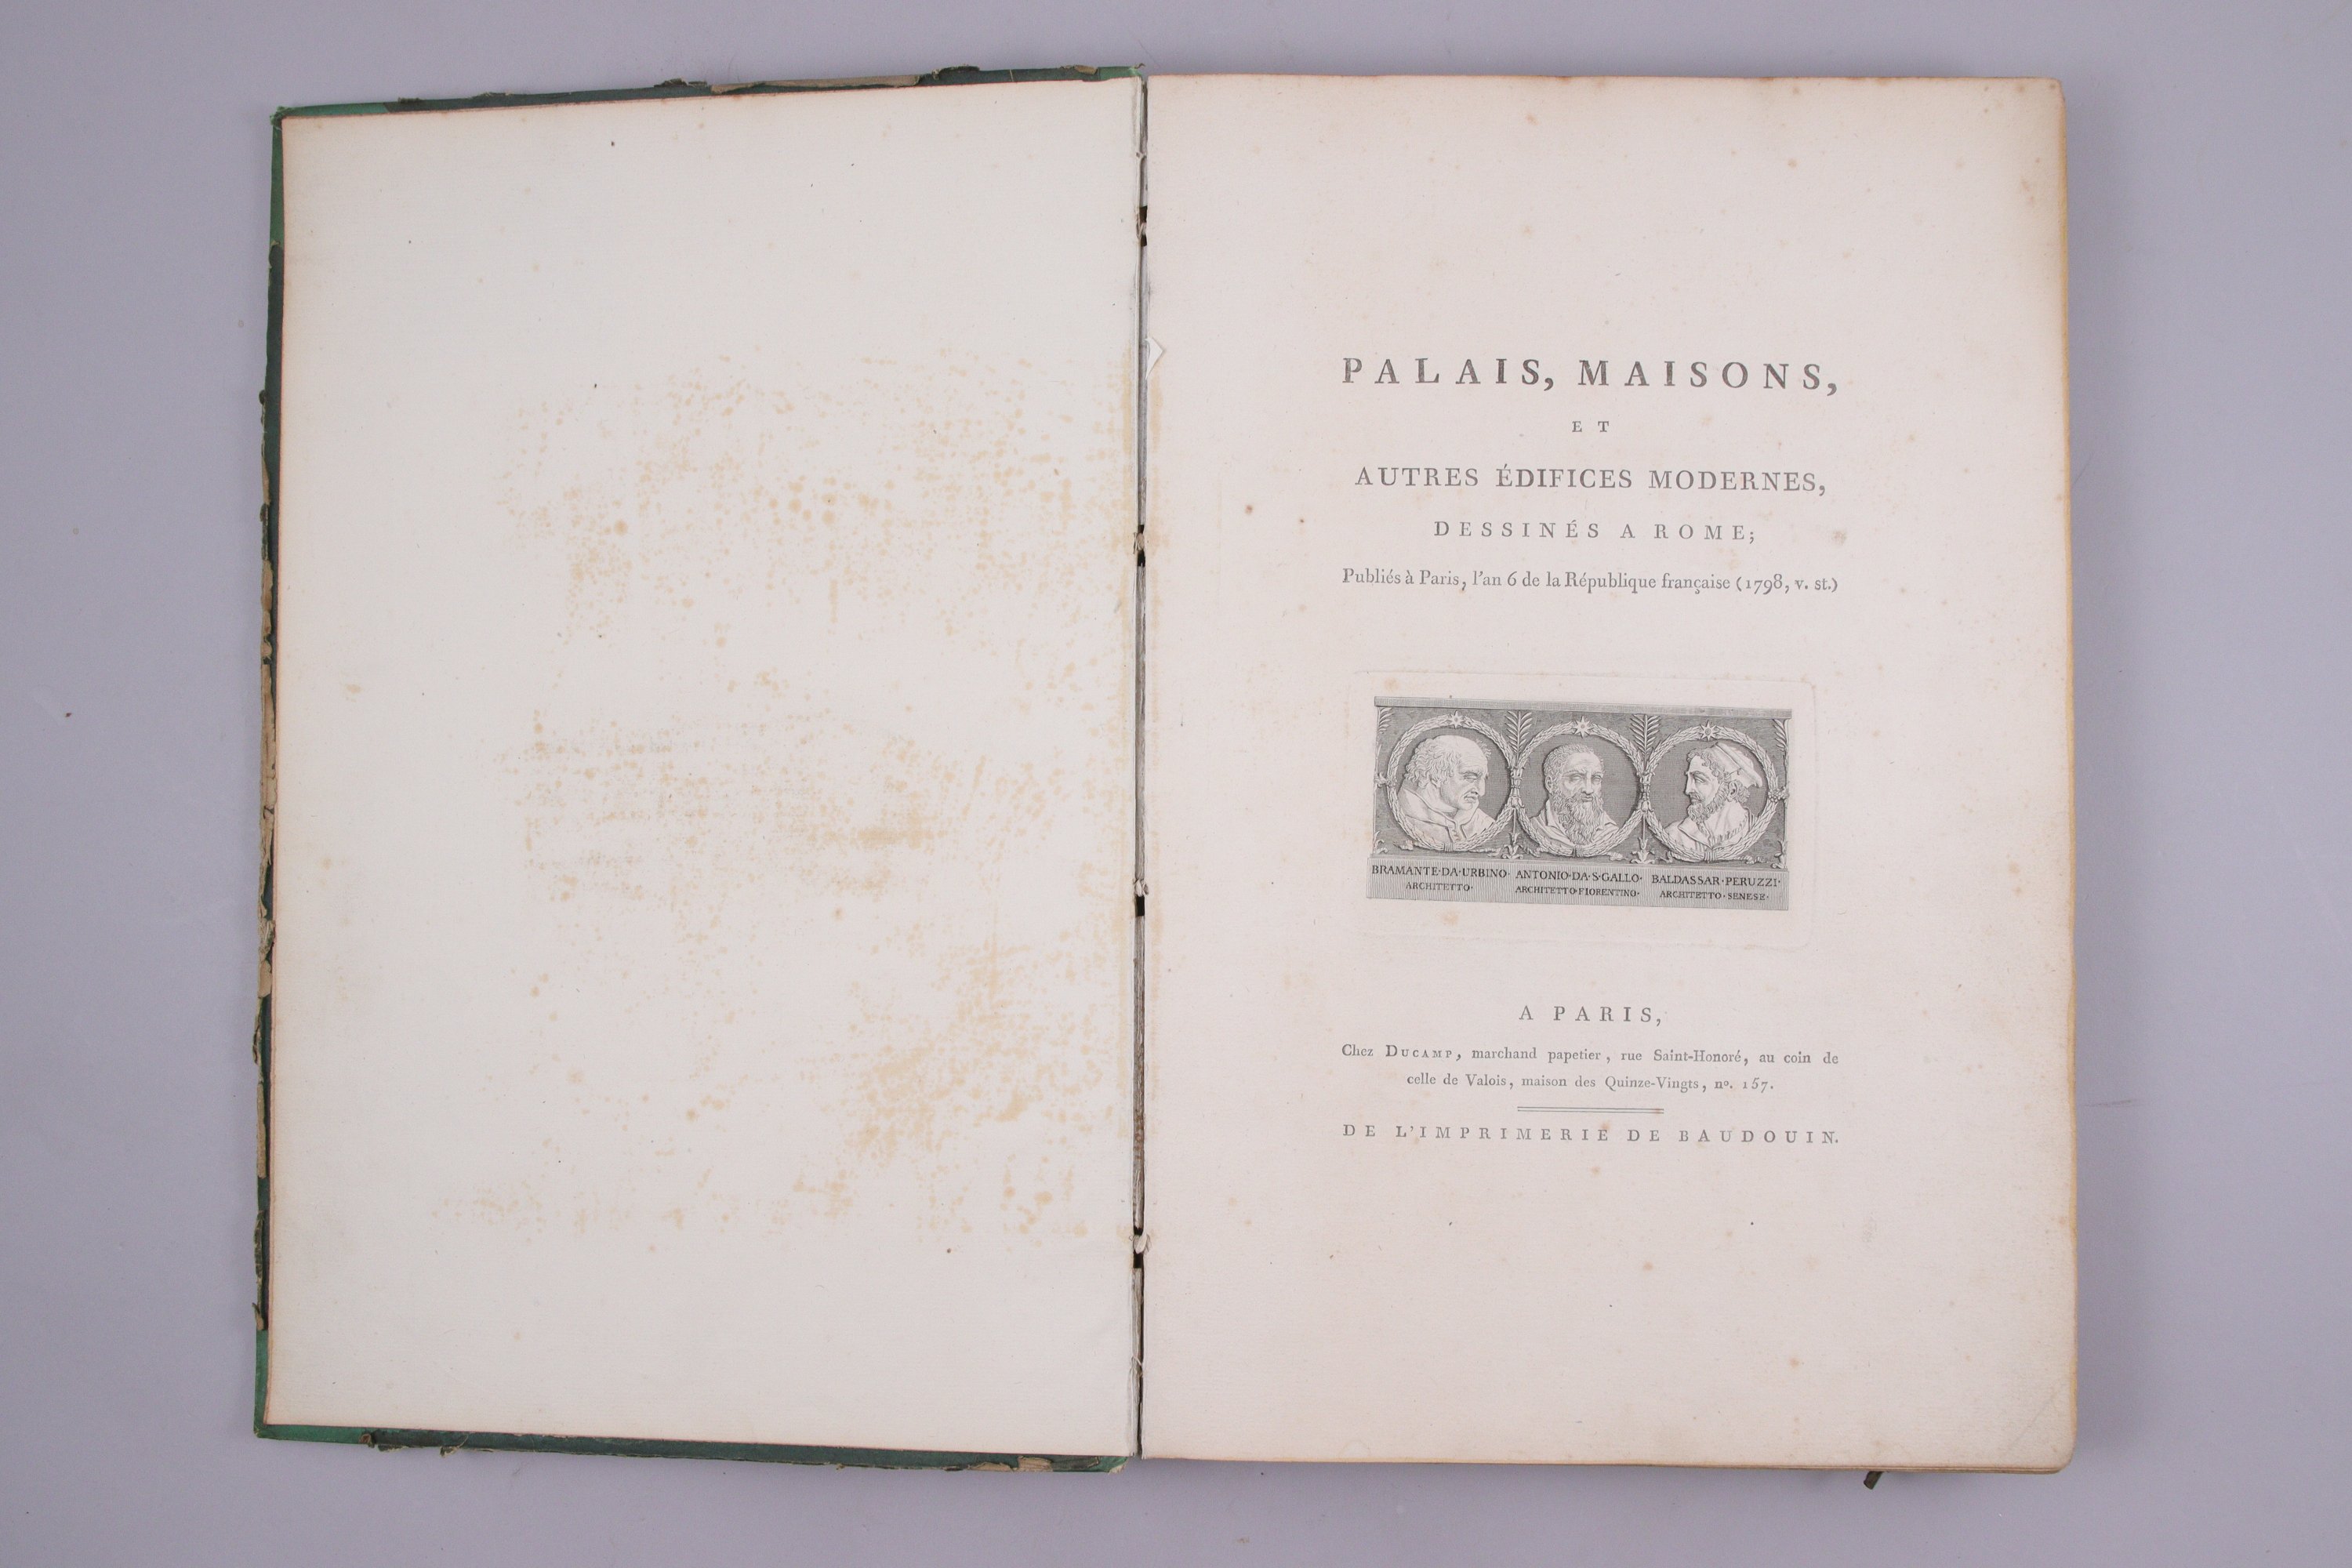 PALAIS, MAISONS,
ET
AUTRES ÉDIFICES MODERNES,
DESSINÉS A ROME;
Publiés à Paris, l'an 6 de la République française (1798, v. st.)
BRAMANTE·DA·URBINO· ANTONIO·DA·S·GALLO· BALDASSAR·PERUZZI·
ARCHITETTO· ARCHITETTO·FIORENTINO· ARCHITETTO·SENESE·
A PARIS,
Chez DUCAMP, marchand papetier, rue Saint-Honoré, au coin de
celle de Valois, maison des Quinze-Vingts, nº. 157.
DE L'IMPRIMERIE DE BAUDOUIN.